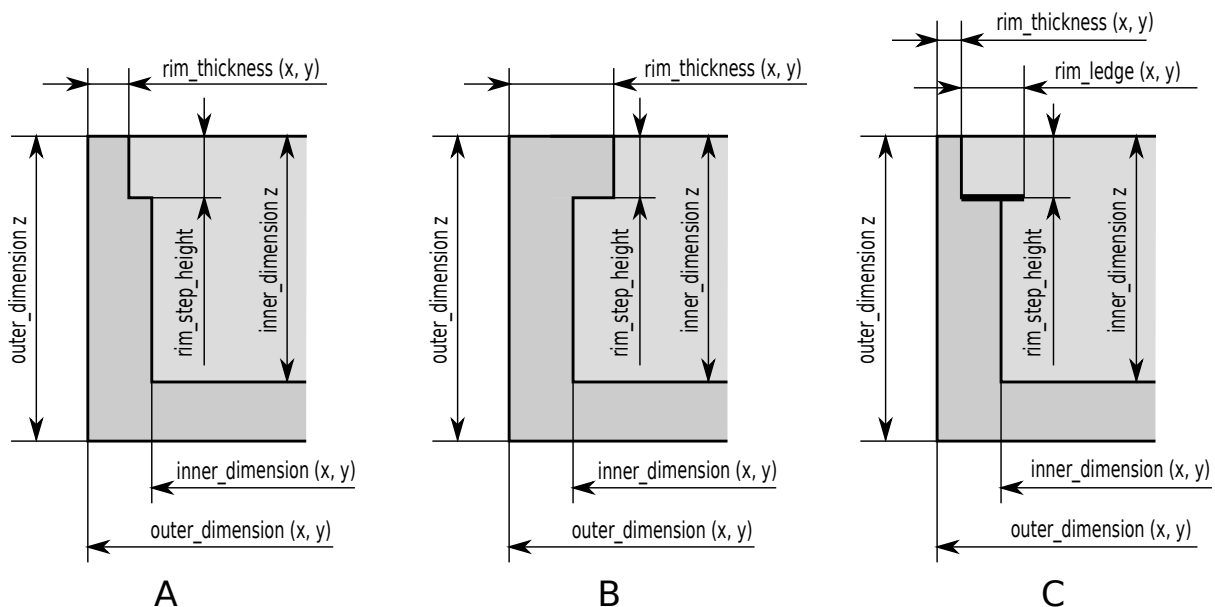 rim_thickness (x, y)
outer_dimension z
rim_step_height
inner_dimension z
inner_dimension (x, y)
outer_dimension (x, y)
A
rim_thickness (x, y)
outer_dimension z
rim_step_height
inner_dimension z
inner_dimension (x, y)
outer_dimension (x, y)
B
rim_thickness (x, y)
rim_ledge (x, y)
outer_dimension z
rim_step_height
inner_dimension z
inner_dimension (x, y)
outer_dimension (x, y)
C